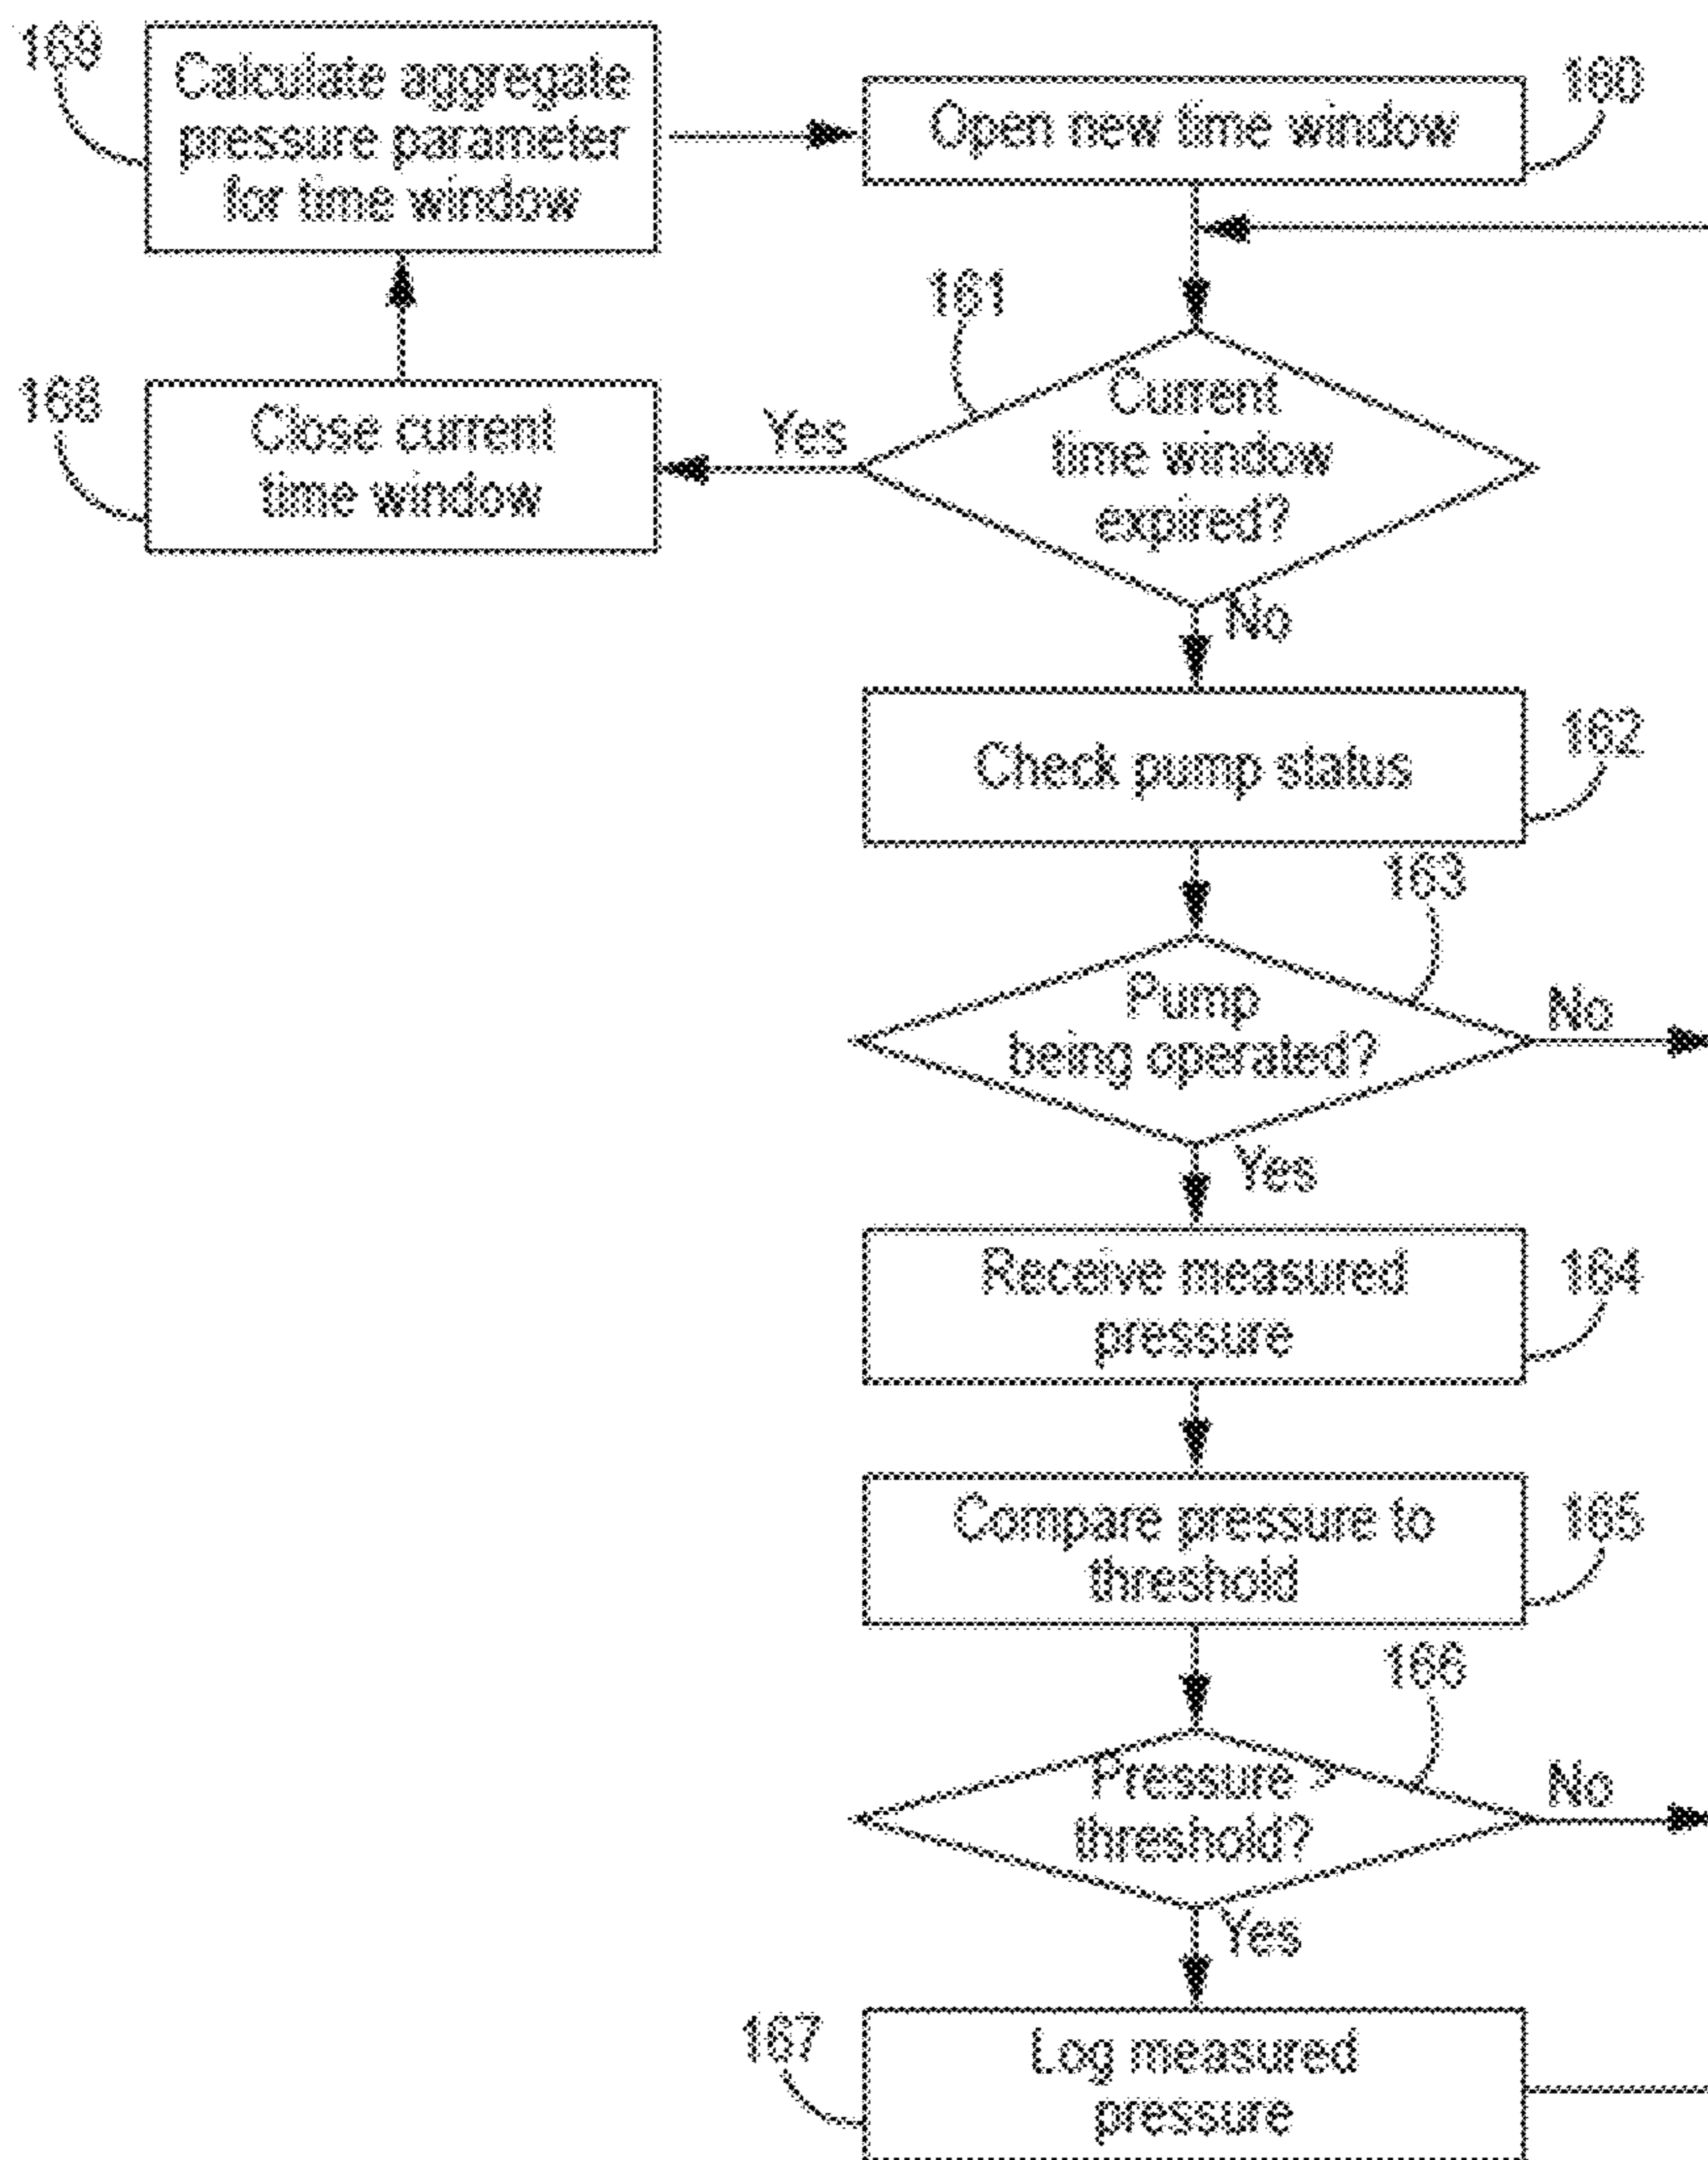 169
Calculate aggregate
pressure parameter
for time window
160
Open new time window
161
168
Close current
time window
Yes
Current
time window
expired?
No
Check pump status
162
163
Pump
being operated?
No
Yes
Receive measured
pressure
164
Compare pressure to
threshold
165
166
Pressure >
threshold?
No
Yes
167
Log measured
pressure